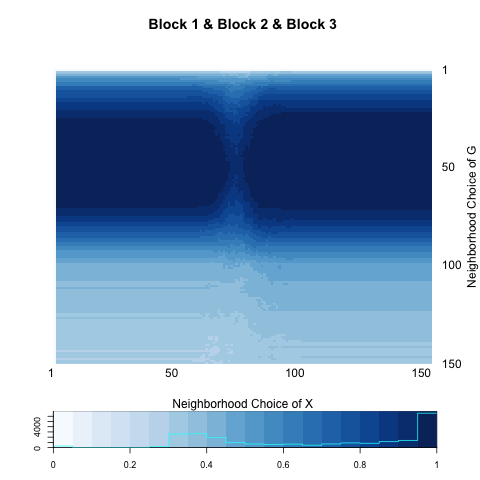 Block 1 & Block 2 & Block 3
1
50
100
150
Neighborhood Choice of G
1 50 100 150
Neighborhood Choice of X
0 4000
0 0.2 0.4 0.6 0.8 1